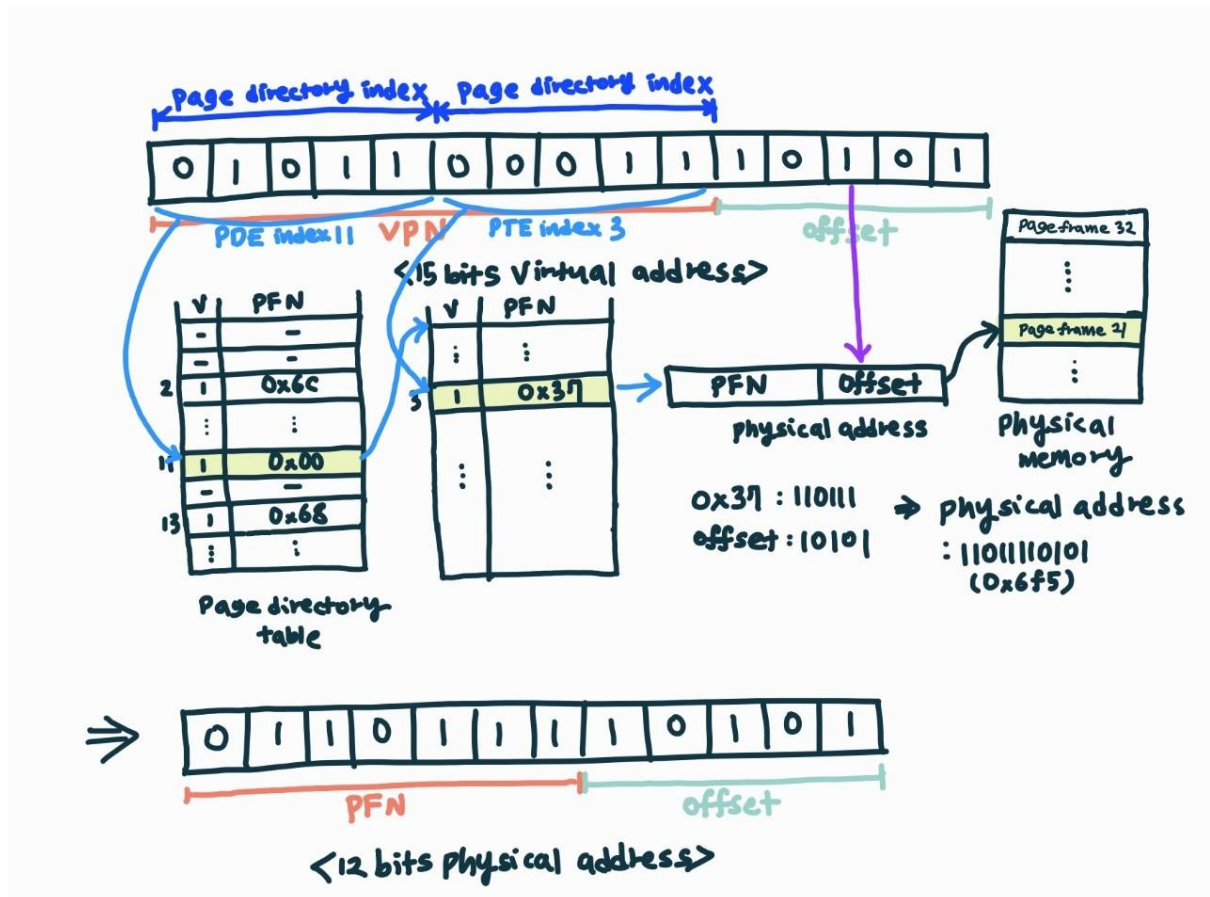 Page directory index Page directory index
0 1 0 1 1 0 0 0 1 1 1 0 1 0 1
PDE index 11 VPN PTE index 3 offset
<15 bits Virtual address>
V PFN
- -
- -
2 1 0x6C
⋮ ⋮
11 1 0x00
- -
13 1 0x68
⋮ ⋮
Page directory
table
V PFN
⋮ ⋮
3 1 0x37
⋮ ⋮
PFN offset
physical address
Page frame 32
⋮
Page frame 21
⋮
Physical
memory
0x37 : 110111 ⇒ physical address
offset : 10101 : 11011110101
(0x6f5)
⇒ 0 1 1 0 1 1 1 1 0 1 0 1
PFN offset
<12 bits physical address>